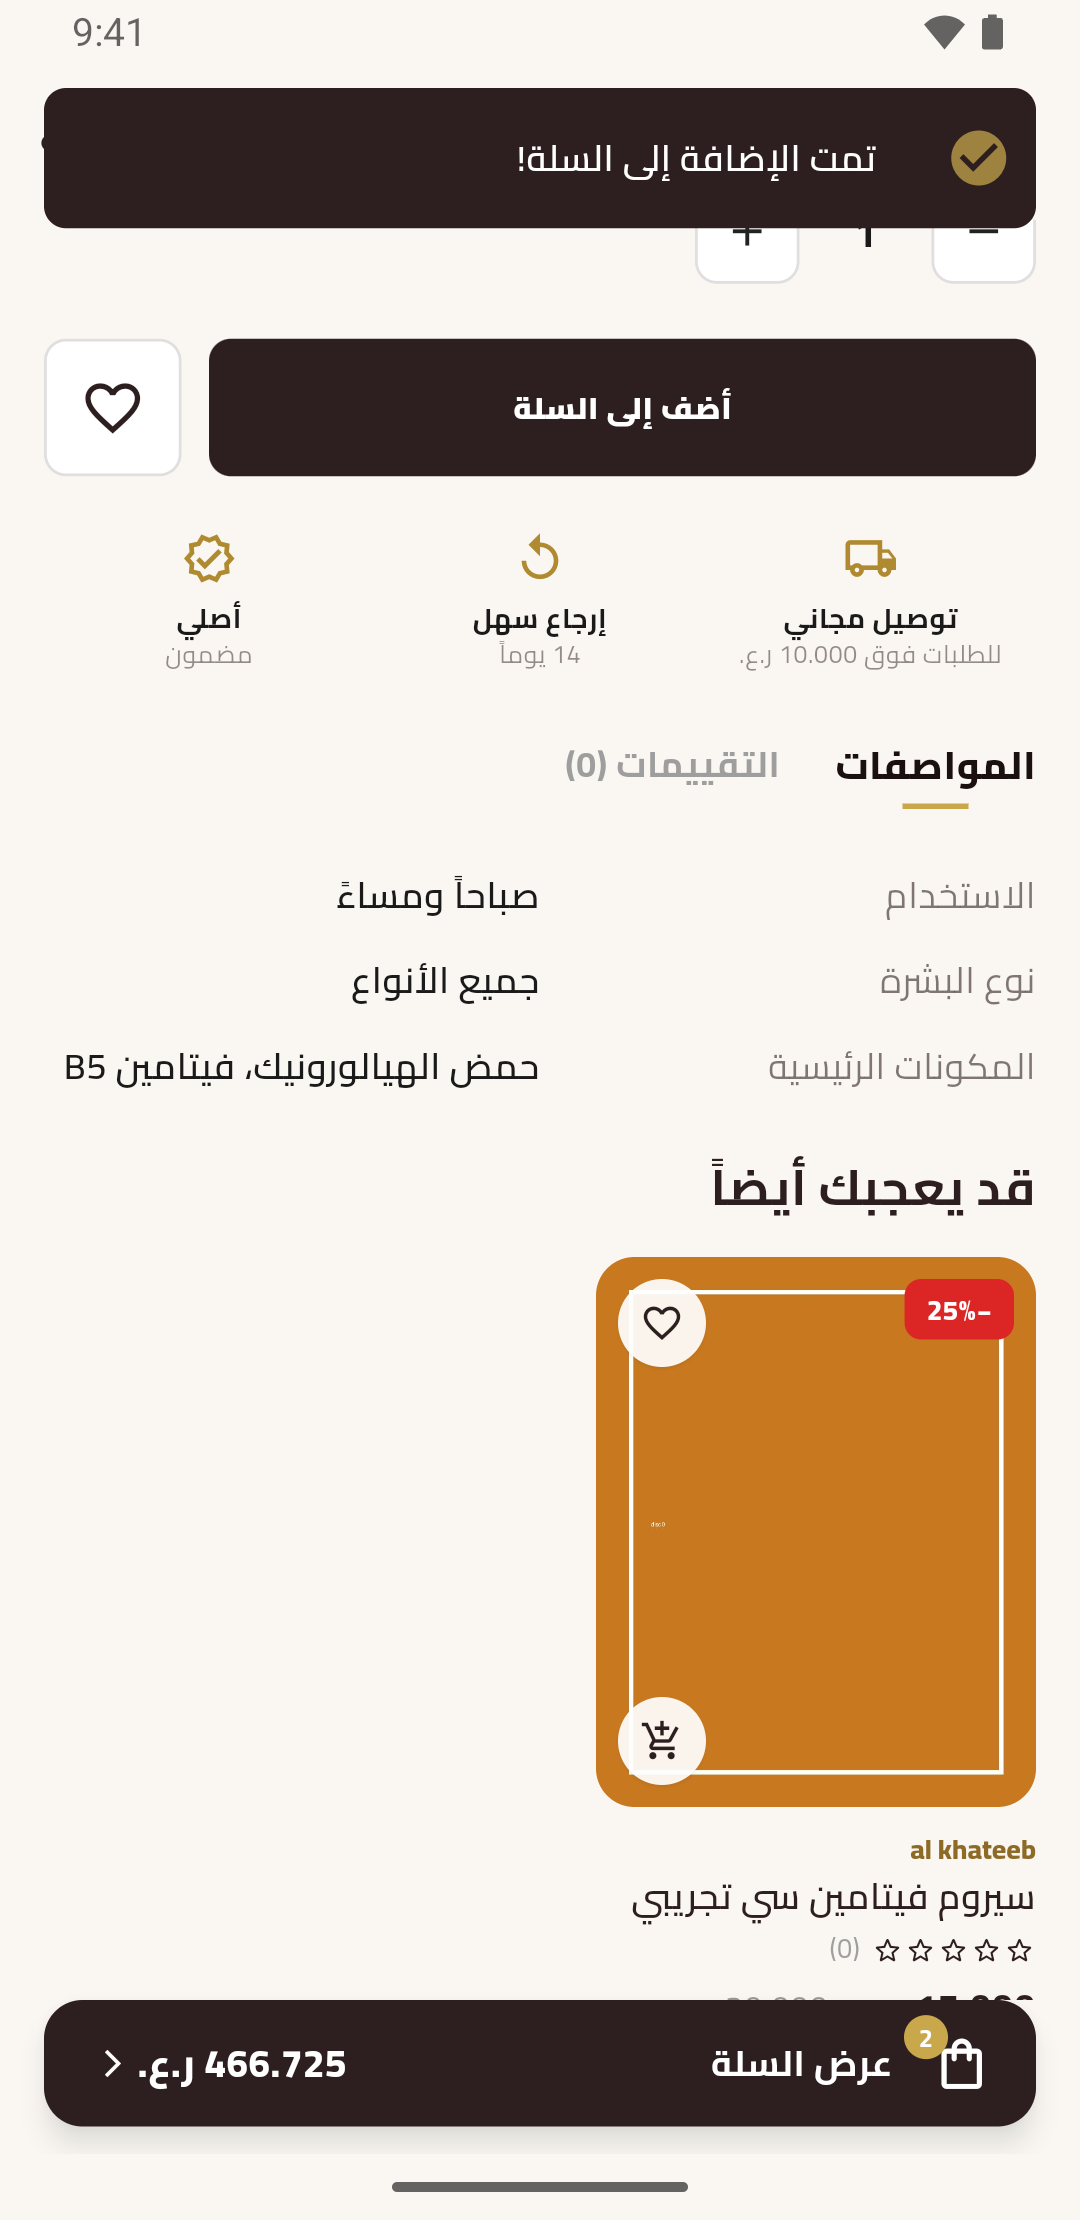 9:41
تمت الإضافة إلى السلة!
أضف إلى السلة
توصيل مجاني
للطلبات فوق 10.000 ر.ع.
إرجاع سهل
14 يوماً
أصلي
مضمون
المواصفات
التقييمات (0)
الاستخدام
صباحاً ومساءً
نوع البشرة
جميع الأنواع
المكونات الرئيسية
حمض الهيالورونيك، فيتامين B5
قد يعجبك أيضاً
−25%
al khateeb
سيروم فيتامين سي تجريبي
(0)
2
عرض السلة
466.725 ر.ع.